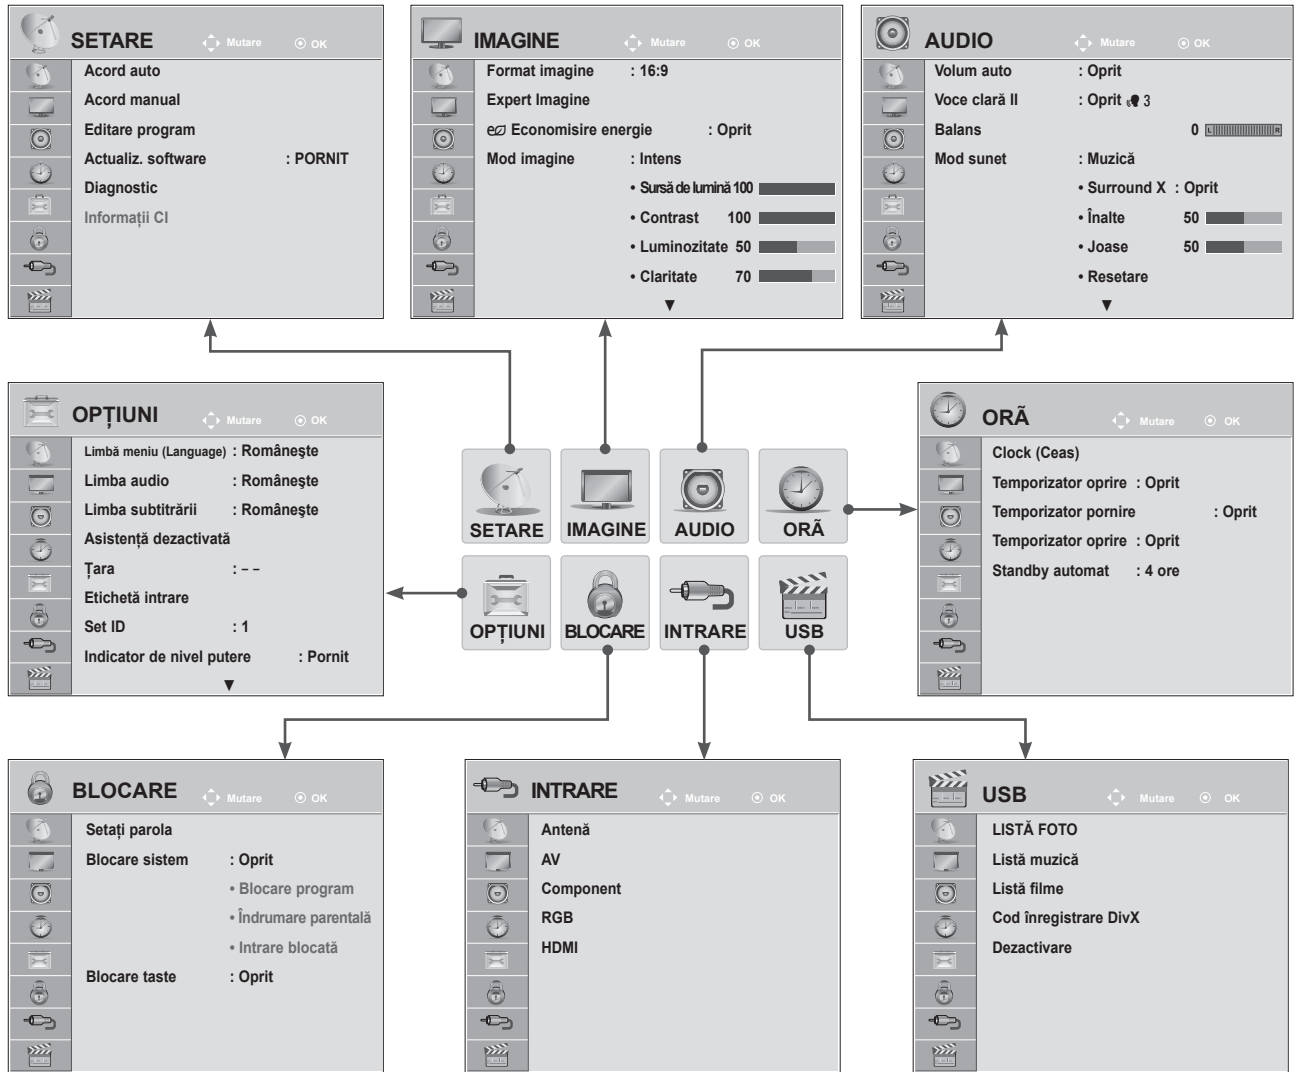 SETARE Mutare OK
Acord auto
Acord manual
Editare program
Actualiz. software : PORNIT
Diagnostic
Informații CI
IMAGINE Mutare OK
Format imagine : 16:9
Expert Imagine
Economisire energie : Oprit
Mod imagine : Intens
• Sursă de lumină 100
• Contrast 100
• Luminozitate 50
• Claritate 70
▼
AUDIO Mutare OK
Volum auto : Oprit
Voce clară II : Oprit 3
Balans 0 L R
Mod sunet : Muzică
• Surround X : Oprit
• Înalte 50
• Joase 50
• Resetare
▼
OPȚIUNI Mutare OK
Limbă meniu (Language) : Româneşte
Limba audio : Româneşte
Limba subtitrării : Româneşte
Asistență dezactivată
Țara : – –
Etichetă intrare
Set ID : 1
Indicator de nivel putere : Pornit
▼
SETARE IMAGINE AUDIO ORÃ
OPȚIUNI BLOCARE INTRARE USB
ORÃ Mutare OK
Clock (Ceas)
Temporizator oprire : Oprit
Temporizator pornire : Oprit
Temporizator oprire : Oprit
Standby automat : 4 ore
BLOCARE Mutare OK
Setați parola
Blocare sistem : Oprit
• Blocare program
• Îndrumare parentală
• Intrare blocată
Blocare taste : Oprit
INTRARE Mutare OK
Antenă
AV
Component
RGB
HDMI
USB Mutare OK
LISTĂ FOTO
Listă muzică
Listă filme
Cod înregistrare DivX
Dezactivare